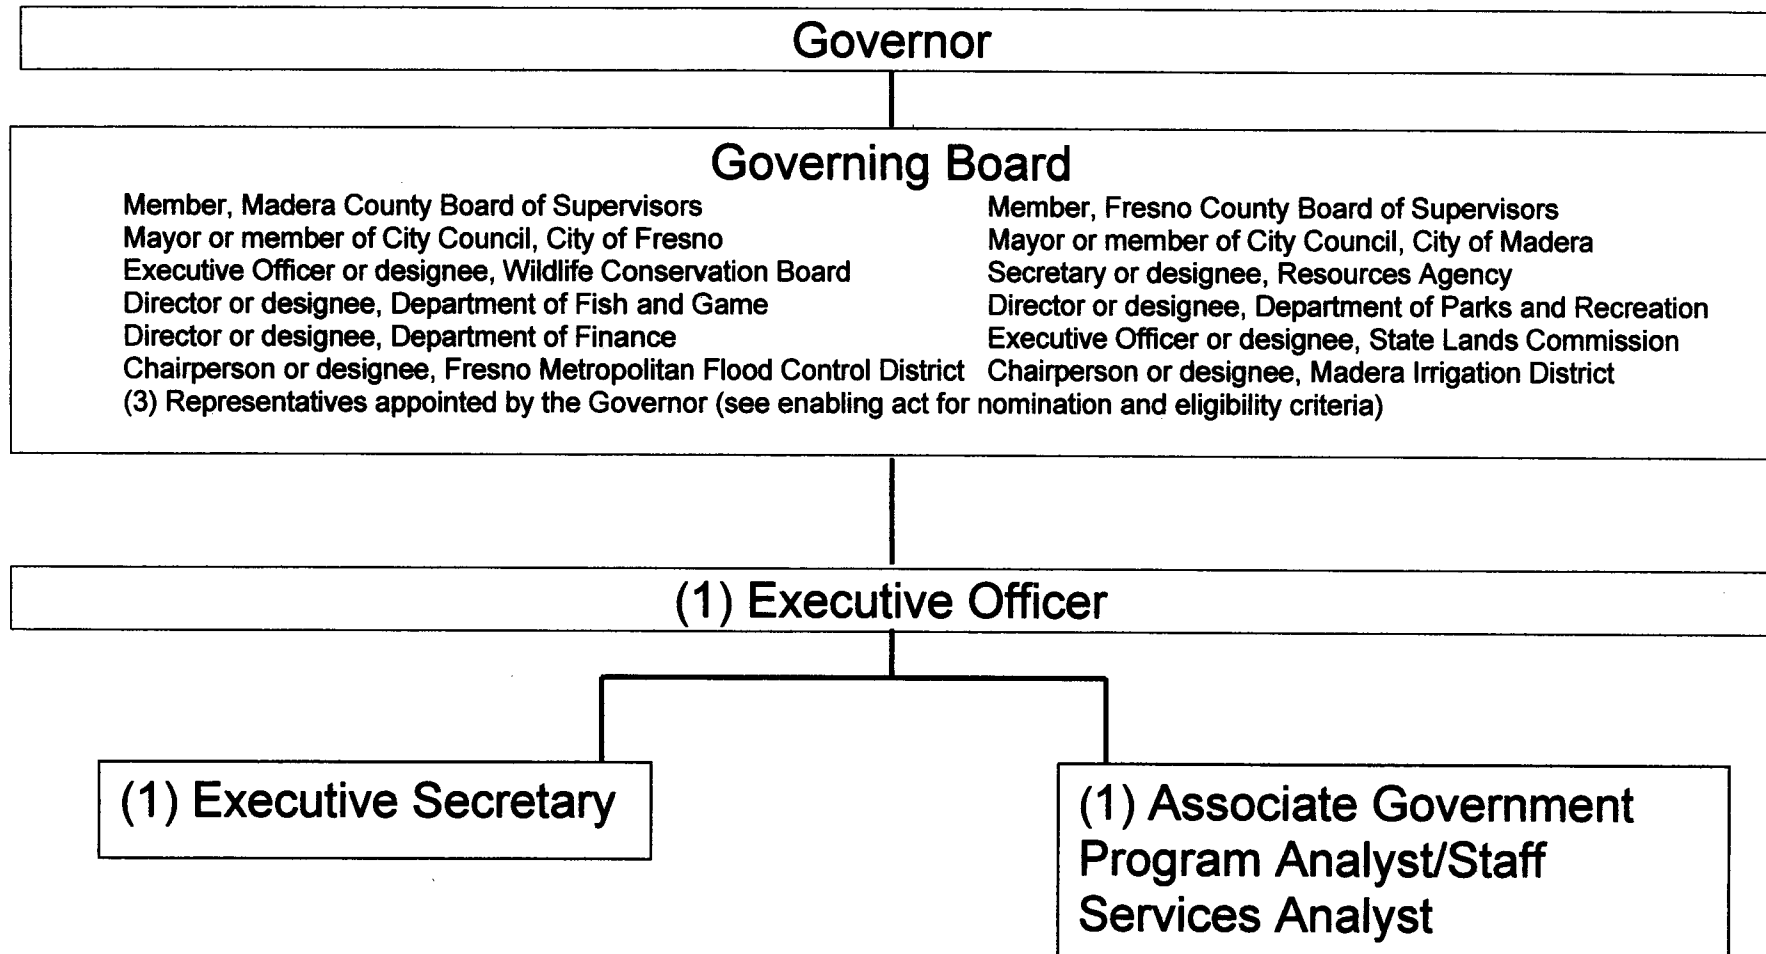 Governor
Governing Board
Member, Madera County Board of Supervisors
Member, Fresno County Board of Supervisors
Mayor or member of City Council, City of Fresno
Mayor or member of City Council, City of Madera
Executive Officer or designee, Wildlife Conservation Board
Secretary or designee, Resources Agency
Director or designee, Department of Fish and Game
Director or designee, Department of Parks and Recreation
Director or designee, Department of Finance
Executive Officer or designee, State Lands Commission
Chairperson or designee, Fresno Metropolitan Flood Control District
Chairperson or designee, Madera Irrigation District
(3) Representatives appointed by the Governor (see enabling act for nomination and eligibility criteria)
(1) Executive Officer
(1) Executive Secretary
(1) Associate Government
Program Analyst/Staff
Services Analyst